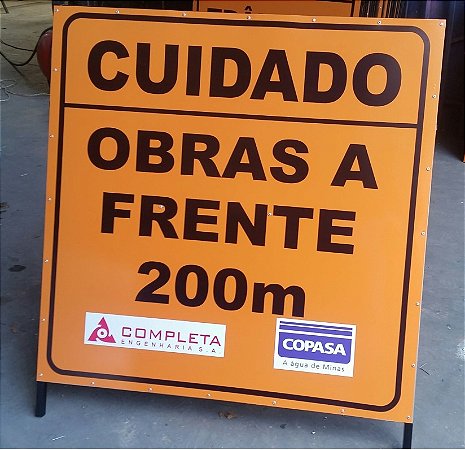 CUIDADO
OBRAS A
FRENTE
200m
COMPLETA
ENGENHARIA S.A
COPASA
A água de Minas